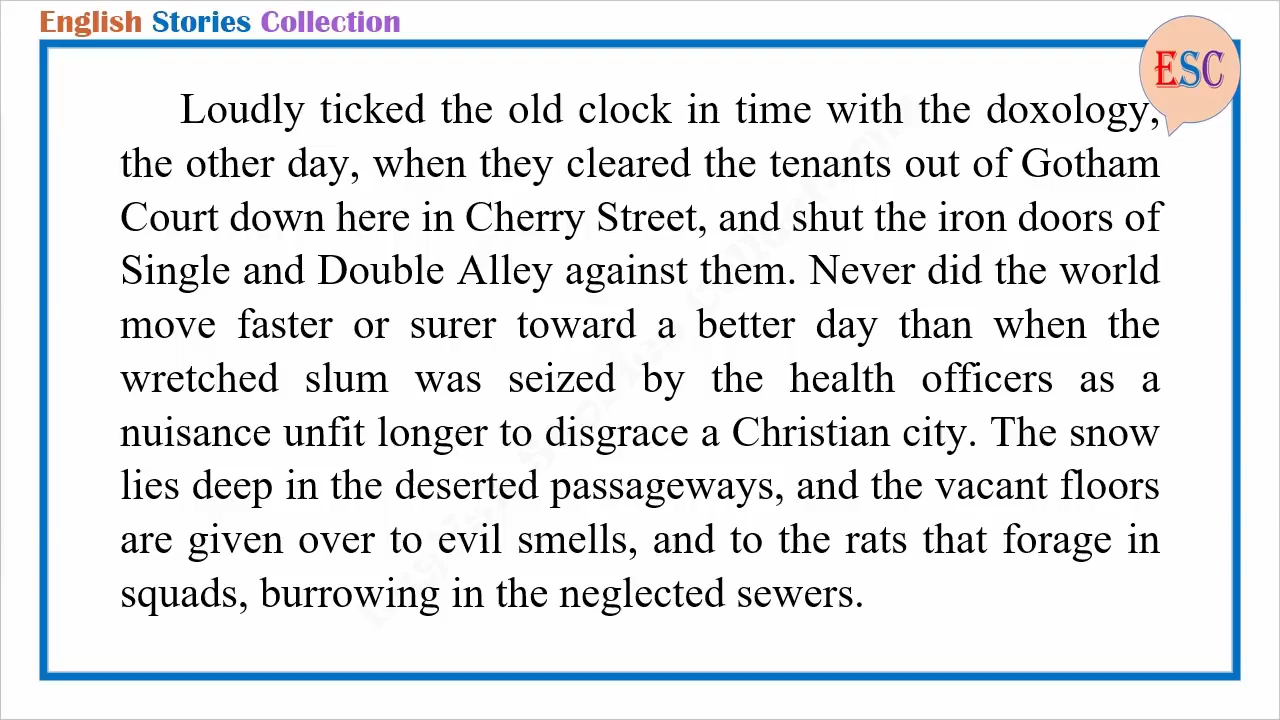 English Stories Collection
ESC
Loudly ticked the old clock in time with the doxology,
the other day, when they cleared the tenants out of Gotham
Court down here in Cherry Street, and shut the iron doors of
Single and Double Alley against them. Never did the world
move faster or surer toward a better day than when the
wretched slum was seized by the health officers as a
nuisance unfit longer to disgrace a Christian city. The snow
lies deep in the deserted passageways, and the vacant floors
are given over to evil smells, and to the rats that forage in
squads, burrowing in the neglected sewers.